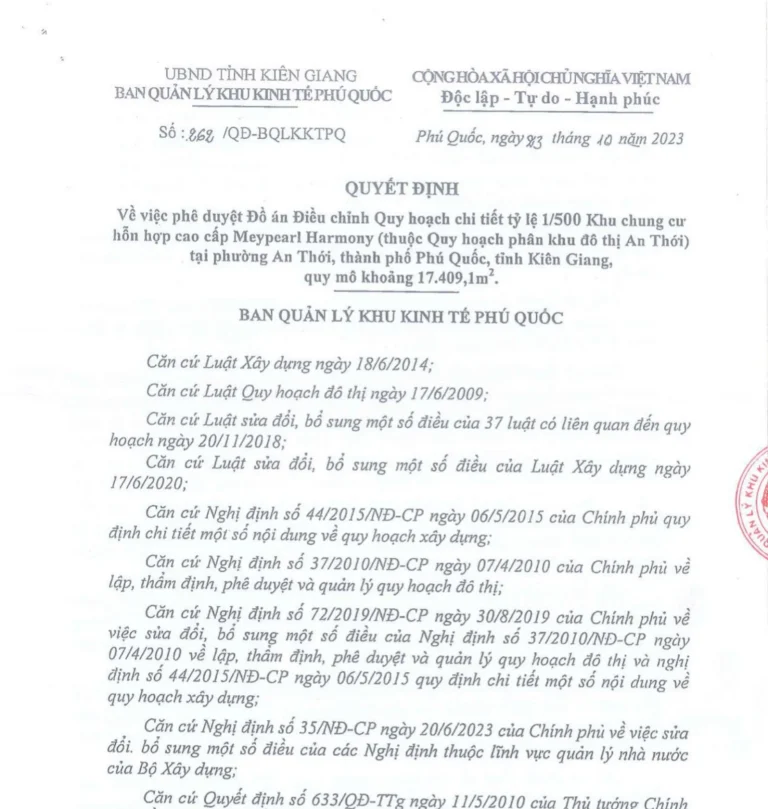 UBND TỈNH KIÊN GIANG
BAN QUẢN LÝ KHU KINH TẾ PHÚ QUỐC
CỘNG HÒA XÃ HỘI CHỦ NGHĨA VIỆT NAM
Độc lập - Tự do - Hạnh phúc
Số: 262 /QĐ-BQLKKTPQ
Phú Quốc, ngày 23 tháng 10 năm 2023
QUYẾT ĐỊNH
Về việc phê duyệt Đồ án Điều chỉnh Quy hoạch chi tiết tỷ lệ 1/500 Khu chung cư
hỗn hợp cao cấp Meypearl Harmony (thuộc Quy hoạch phân khu đô thị An Thới)
tại phường An Thới, thành phố Phú Quốc, tỉnh Kiên Giang,
quy mô khoảng 17.409,1m².
BAN QUẢN LÝ KHU KINH TẾ PHÚ QUỐC
Căn cứ Luật Xây dựng ngày 18/6/2014;
Căn cứ Luật Quy hoạch đô thị ngày 17/6/2009;
Căn cứ Luật sửa đổi, bổ sung một số điều của 37 luật có liên quan đến quy
hoạch ngày 20/11/2018;
Căn cứ Luật sửa đổi, bổ sung một số điều của Luật Xây dựng ngày
17/6/2020;
Căn cứ Nghị định số 44/2015/NĐ-CP ngày 06/5/2015 của Chính phủ quy
định chi tiết một số nội dung về quy hoạch xây dựng;
Căn cứ Nghị định số 37/2010/NĐ-CP ngày 07/4/2010 của Chính phủ về
lập, thẩm định, phê duyệt và quản lý quy hoạch đô thị;
Căn cứ Nghị định số 72/2019/NĐ-CP ngày 30/8/2019 của Chính phủ về
việc sửa đổi, bổ sung một số điều của Nghị định số 37/2010/NĐ-CP ngày
07/4/2010 về lập, thẩm định, phê duyệt và quản lý quy hoạch đô thị và nghị
định số 44/2015/NĐ-CP ngày 06/5/2015 quy định chi tiết một số nội dung về
quy hoạch xây dựng;
Căn cứ Nghị định số 35/NĐ-CP ngày 20/6/2023 của Chính phủ về việc sửa
đổi. bổ sung một số điều của các Nghị định thuộc lĩnh vực quản lý nhà nước
của Bộ Xây dựng;
Căn cứ Quyết định số 633/QĐ-TTg ngày 11/5/2010 của Thủ tướng Chính
QUẢN LÝ KHU KIN